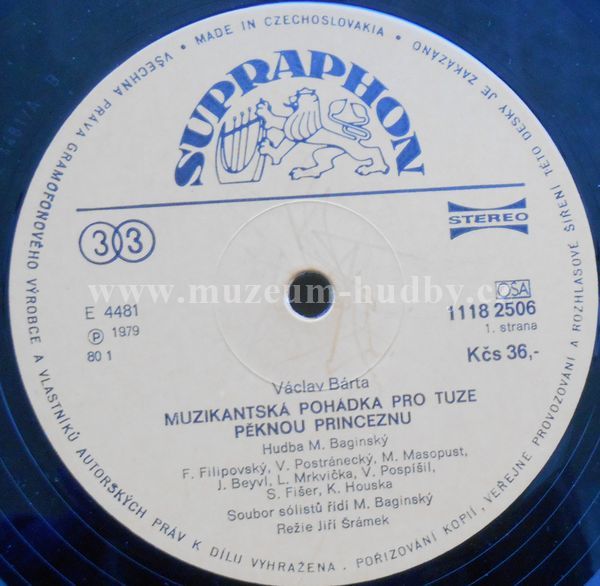 VŠECHNA PRÁVA GRAMOFONOVÉHO VÝROBCE A VLASTNÍKŮ AUTORSKÝCH PRÁV K DÍLU VYHRAŽENA. POŘIZOVÁNÍ KOPIÍ, VEŘEJNÉ PROVOZOVÁNÍ A ROZHLASOVÉ ŠÍŘENÍ TÉTO DESKY JE ZAKÁZÁNO
• MADE IN CZECHOSLOVAKIA •
SUPRAPHON
33
STEREO
www.muzeum-hudby.cz
E 4481
OSA
1118 2506
Ⓟ 1979
1. strana
80 1
Kčs 36,-
Václav Bárta
MUZIKANTSKÁ POHÁDKA PRO TUZE
PĚKNOU PRINCEZNU
Hudba M. Baginský
F. Filipovský, V. Postránecký, M. Masopust,
J. Beyvl, L. Mrkvička, V. Pospíšil,
S. Fišer, K. Houska
Soubor sólistů řídí M. Baginský
Režie Jiří Šrámek